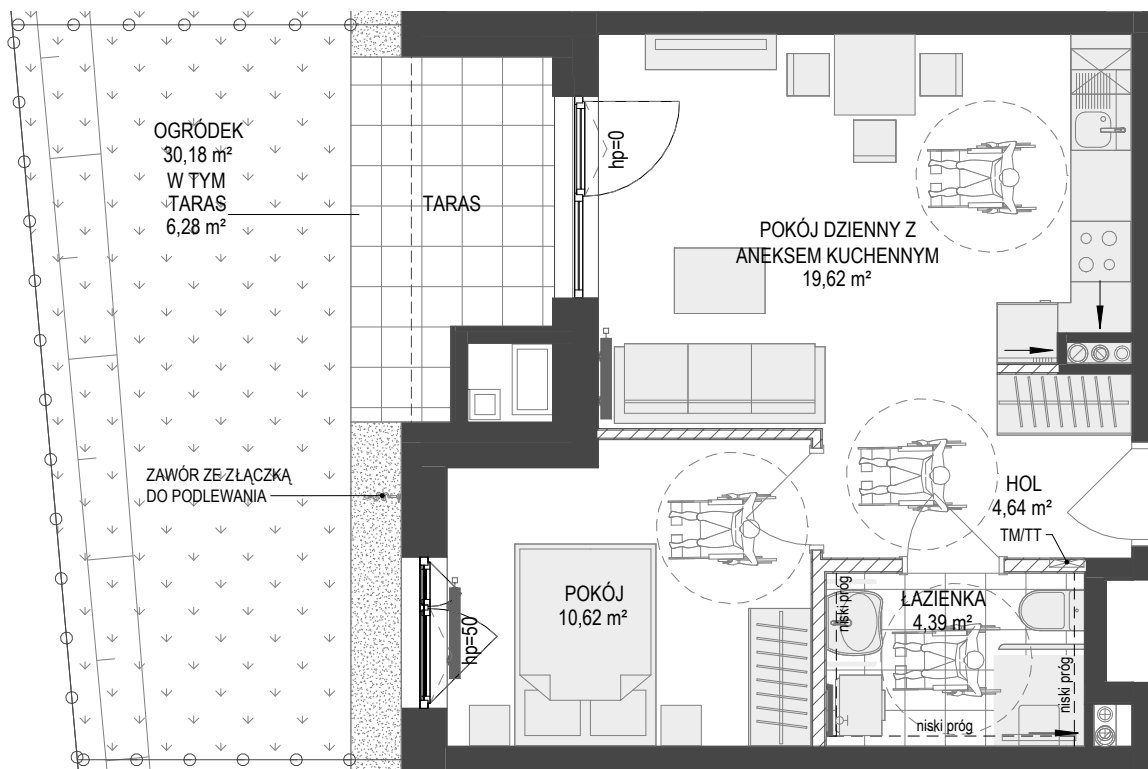 OGRÓDEK
30,18 m²
W TYM
TARAS
6,28 m²
TARAS
hp=0
POKÓJ DZIENNY Z
ANEKSEM KUCHENNYM
19,62 m²
ZAWÓR ZE ZŁĄCZKĄ
DO PODLEWANIA
HOL
4,64 m²
TM/TT
POKÓJ
10,62 m²
hp=50
ŁAZIENKA
4,39 m²
niski próg
niski próg
niski próg